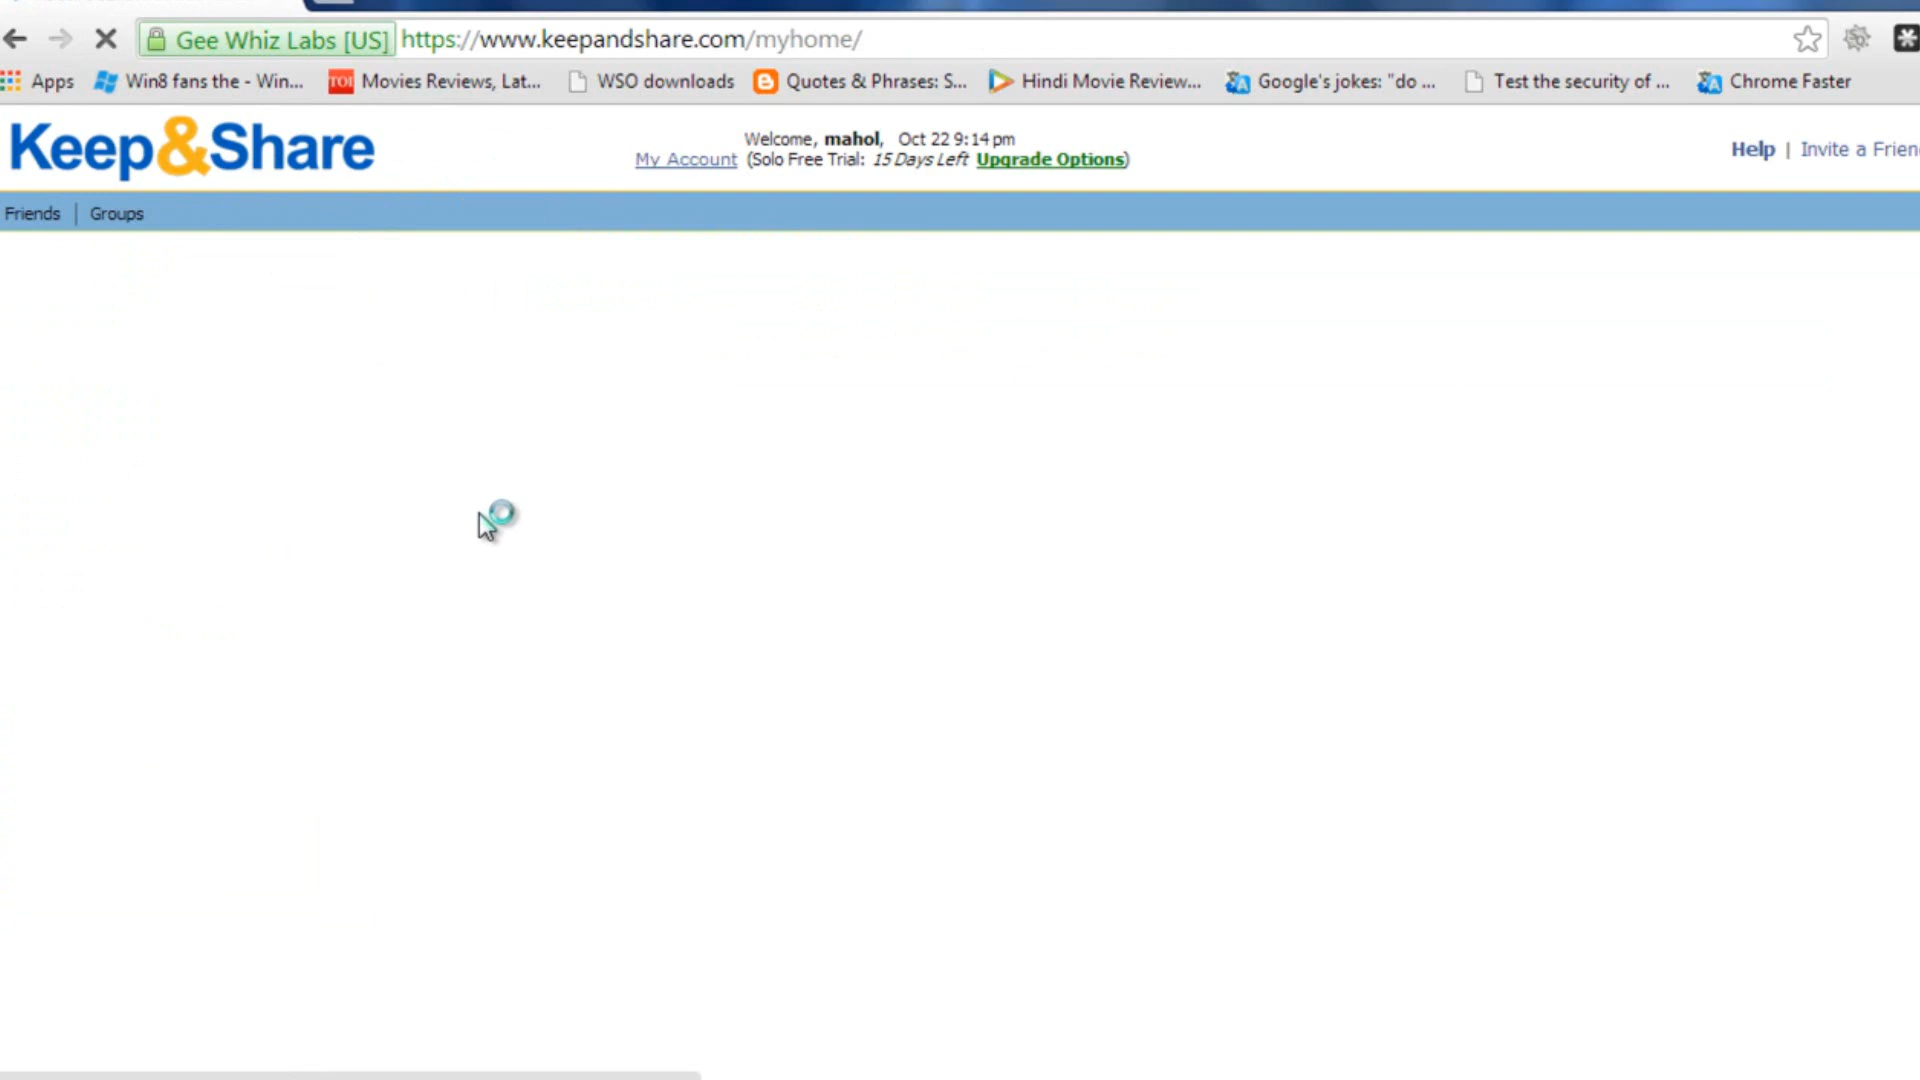 Gee Whiz Labs [US] https://www.keepandshare.com/myhome/
Apps Win8 fans the - Win... TOI Movies Reviews, Lat... WSO downloads Quotes & Phrases: S... Hindi Movie Review... Google's jokes: "do ... Test the security of ... Chrome Faster
Keep&Share
Welcome, mahol, Oct 22 9:14 pm
My Account (Solo Free Trial: 15 Days Left Upgrade Options)
Help | Invite a Frien
Friends | Groups